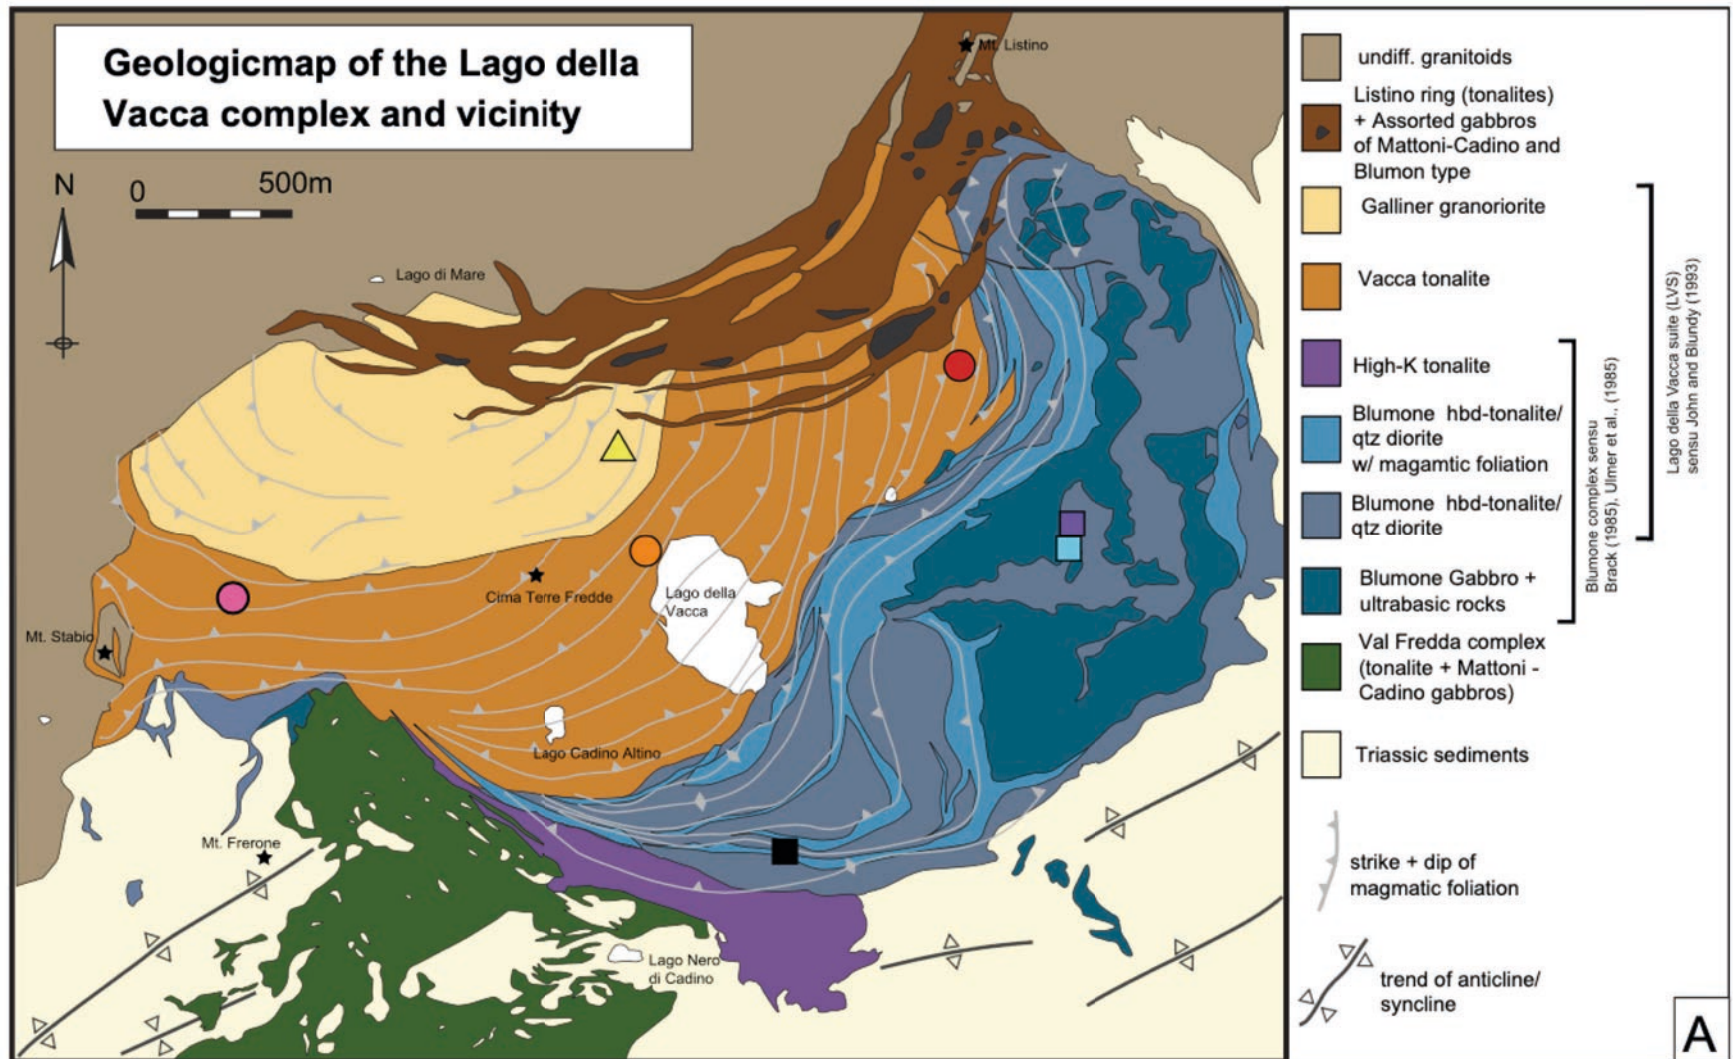 Geologicmap of the Lago della
Vacca complex and vicinity
N
0
500m
Mt. Listino
Lago di Mare
Cima Terre Fredde
Lago della
Vacca
Mt. Stabio
Lago Cadino Altino
Mt. Frerone
Lago Nero
di Cadino
undiff. granitoids
Listino ring (tonalites)
+ Assorted gabbros
of Mattoni-Cadino and
Blumon type
Galliner granoriorite
Vacca tonalite
High-K tonalite
Blumone hbd-tonalite/
qtz diorite
w/ magamtic foliation
Blumone hbd-tonalite/
qtz diorite
Blumone Gabbro +
ultrabasic rocks
Val Fredda complex
(tonalite + Mattoni -
Cadino gabbros)
Triassic sediments
strike + dip of
magmatic foliation
trend of anticline/
syncline
Blumone complex sensu
Brack (1985), Ulmer et al., (1985)
Lago della Vacca suite (LVS)
sensu John and Blundy (1993)
A